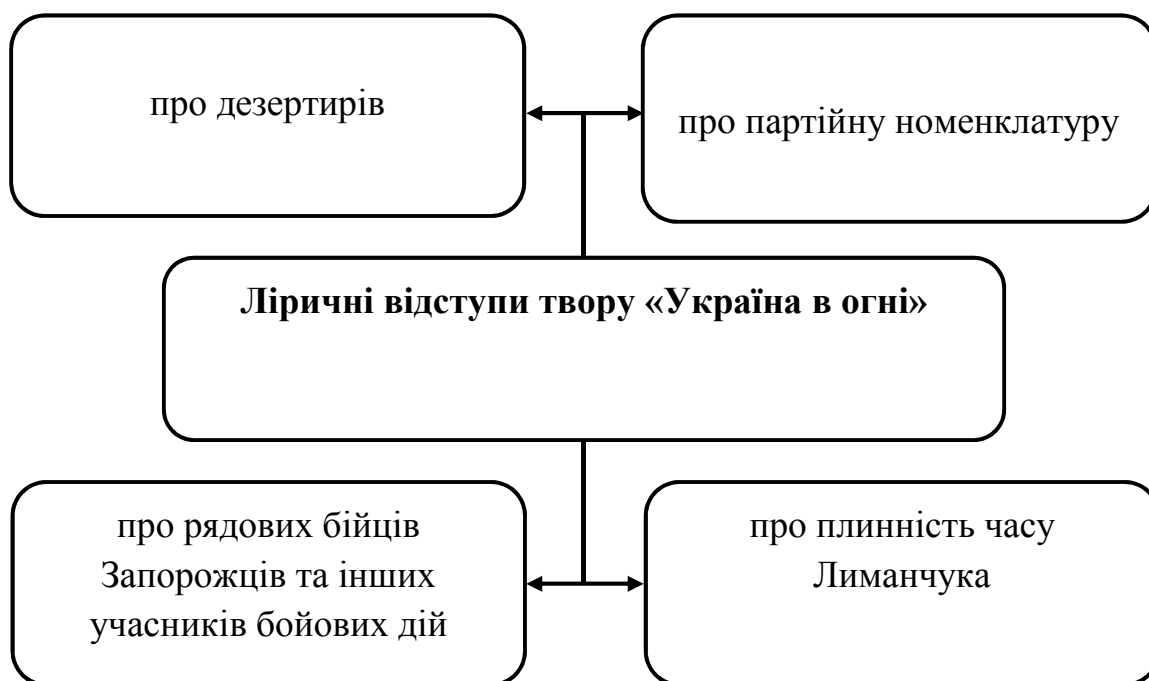 про дезертирів
про партійну номенклатуру
Ліричні відступи твору «Україна в огні»
про рядових бійців
Запорожців та інших
учасників бойових дій
про плинність часу
Лиманчука